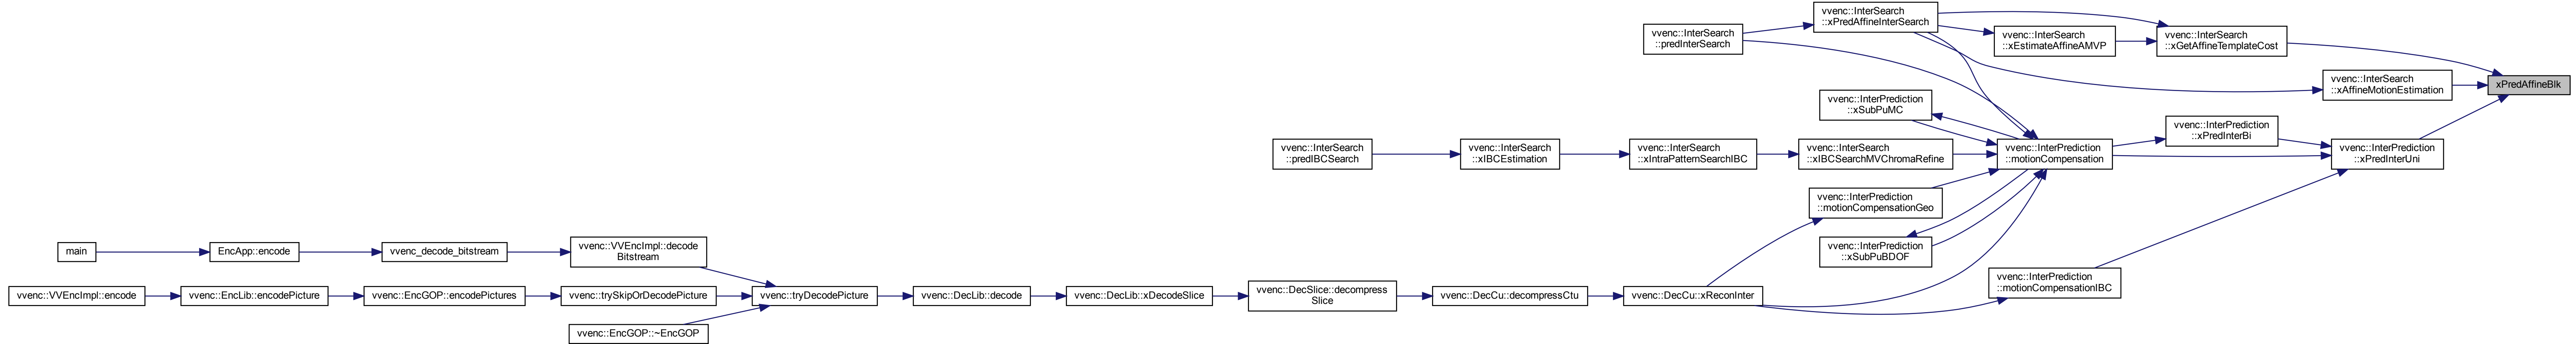 vvenc::InterSearch
::xPredAffineInterSearch
vvenc::InterSearch
::predInterSearch
vvenc::InterSearch
::xEstimateAffineAMVP
vvenc::InterSearch
::xGetAffineTemplateCost
vvenc::InterSearch
::xAffineMotionEstimation
xPredAffineBlk
vvenc::InterPrediction
::xSubPuMC
vvenc::InterPrediction
::xPredInterBi
vvenc::InterSearch
::predIBCSearch
vvenc::InterSearch
::xIBCEstimation
vvenc::InterSearch
::xIntraPatternSearchIBC
vvenc::InterSearch
::xIBCSearchMVChromaRefine
vvenc::InterPrediction
::motionCompensation
vvenc::InterPrediction
::xPredInterUni
vvenc::InterPrediction
::motionCompensationGeo
main
EncApp::encode
vvenc_decode_bitstream
vvenc::VVEncImpl::decode
Bitstream
vvenc::InterPrediction
::xSubPuBDOF
vvenc::InterPrediction
::motionCompensationIBC
vvenc::VVEncImpl::encode
vvenc::EncLib::encodePicture
vvenc::EncGOP::encodePictures
vvenc::trySkipOrDecodePicture
vvenc::tryDecodePicture
vvenc::DecLib::decode
vvenc::DecLib::xDecodeSlice
vvenc::DecSlice::decompress
Slice
vvenc::DecCu::decompressCtu
vvenc::DecCu::xReconInter
vvenc::EncGOP::~EncGOP